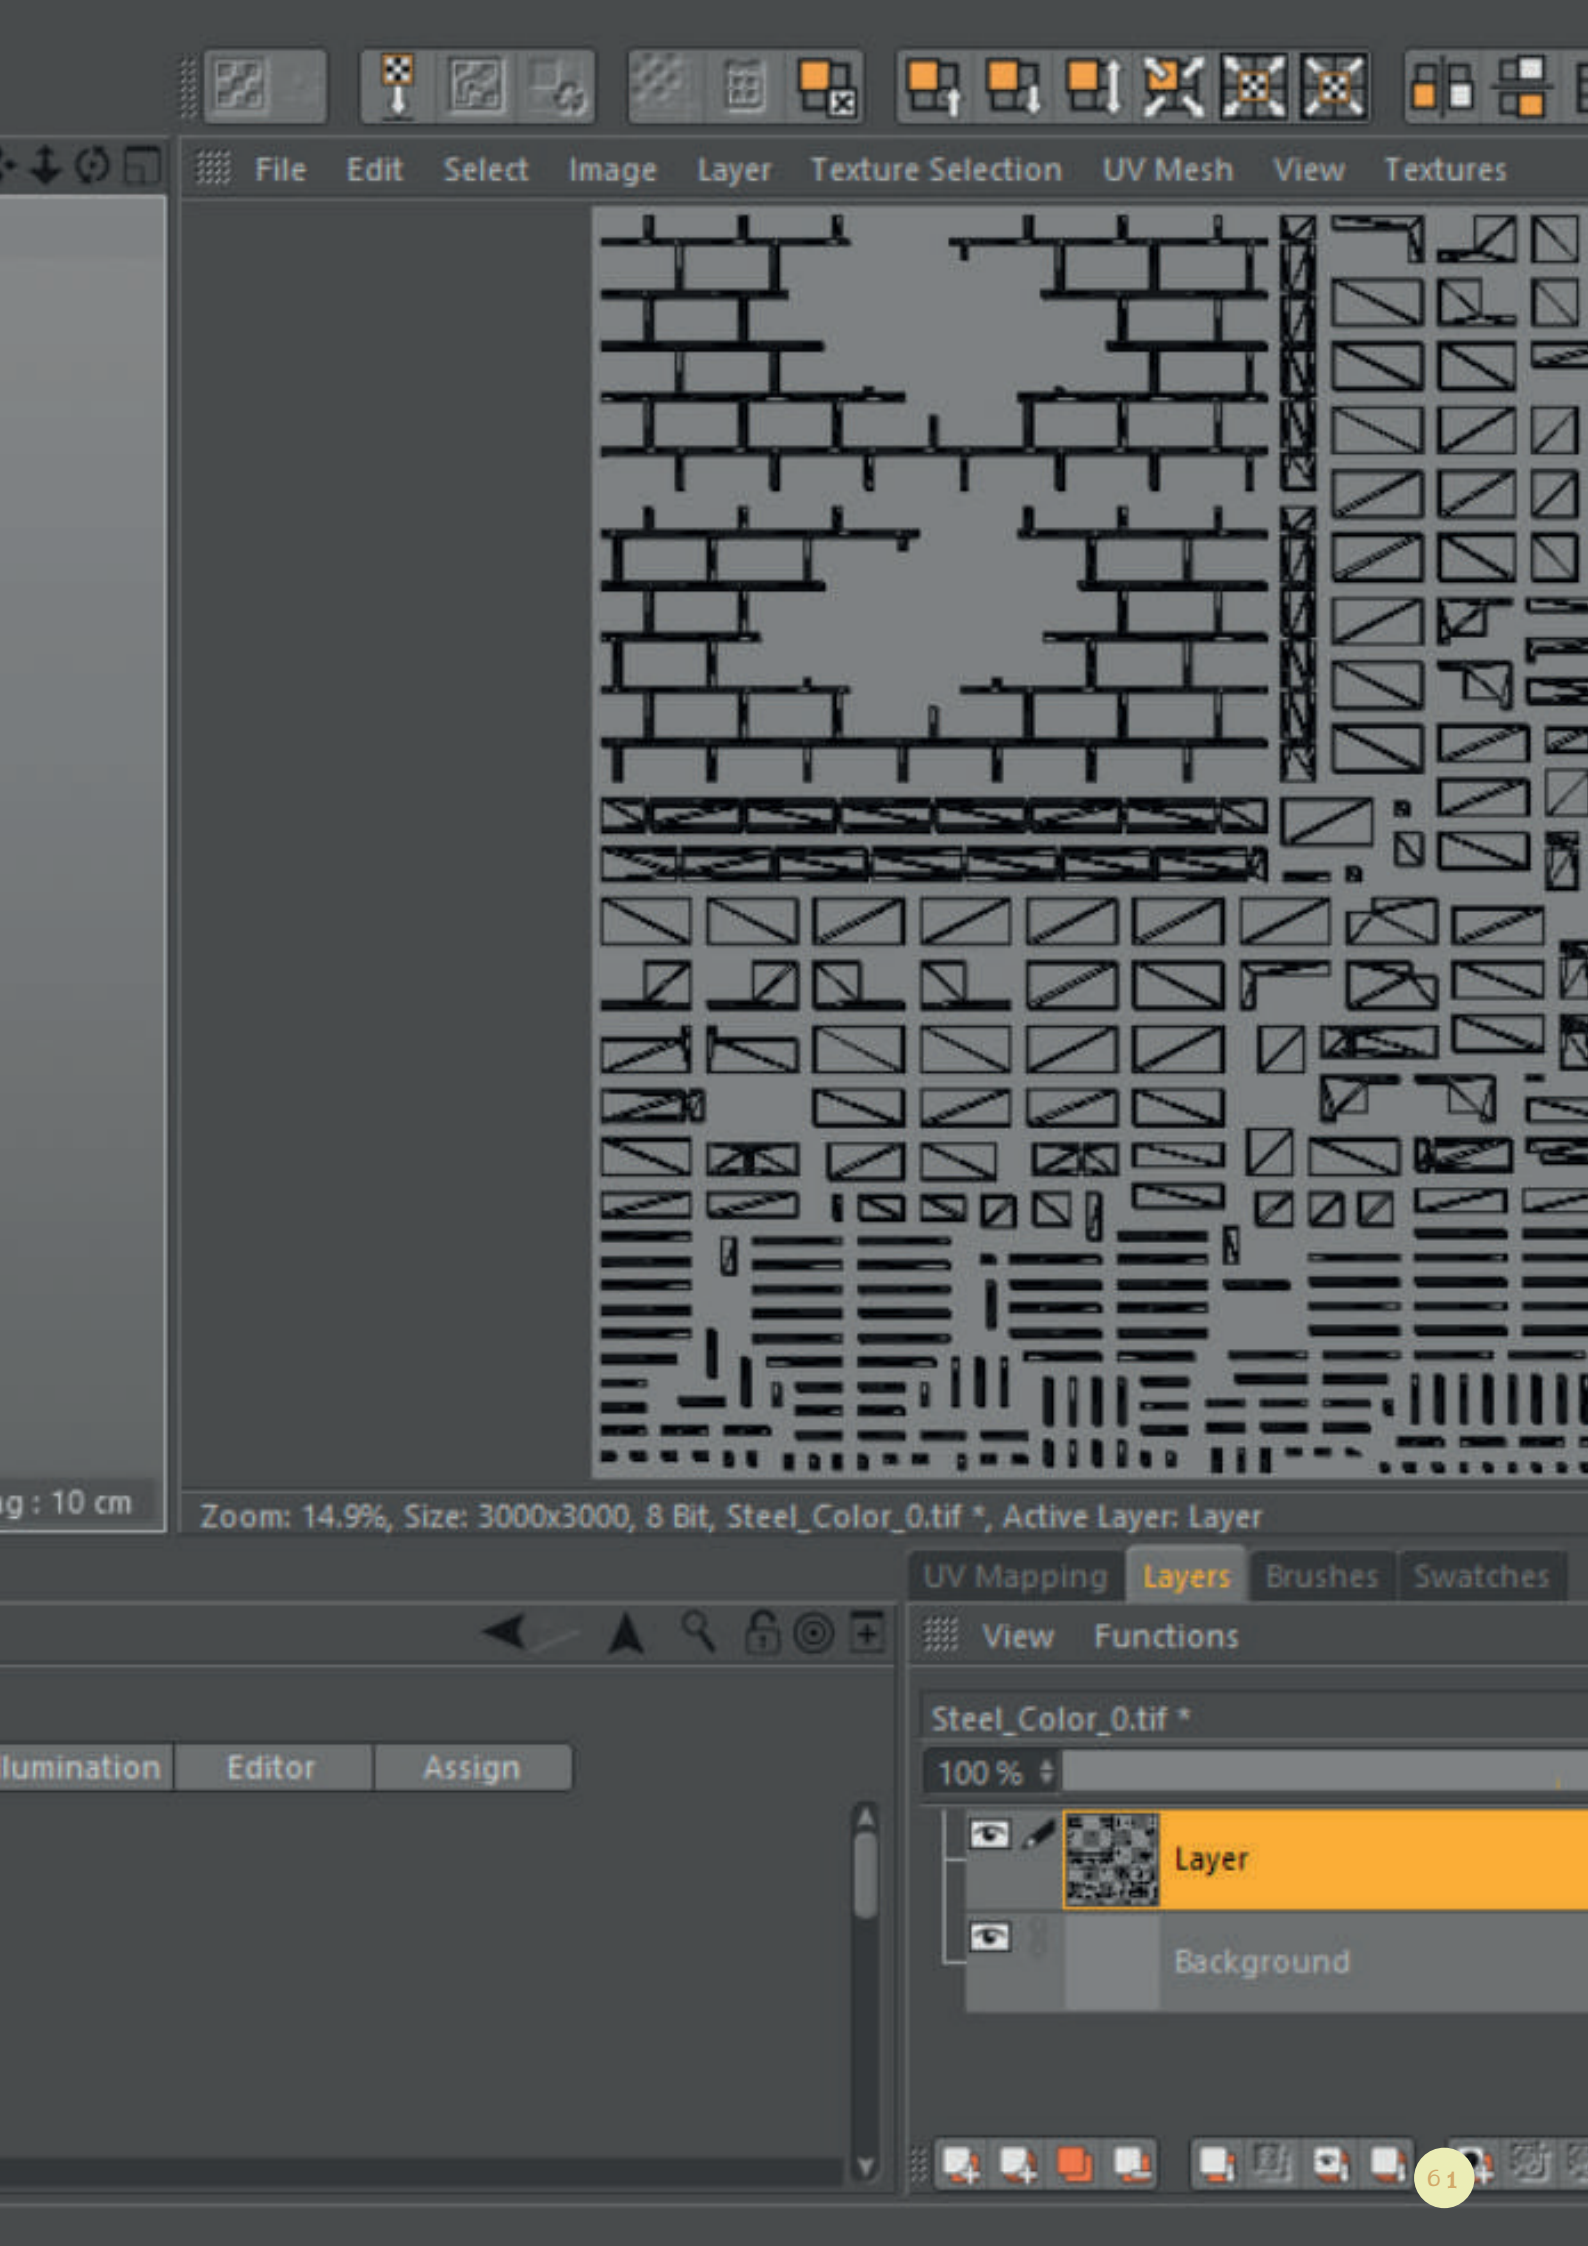 File Edit Select Image Layer Texture Selection UV Mesh View Textures
g : 10 cm
Zoom: 14.9%, Size: 3000x3000, 8 Bit, Steel_Color_0.tif *, Active Layer: Layer
UV Mapping Layers Brushes Swatches
View Functions
Steel_Color_0.tif *
lumination Editor Assign
100 %
Layer
Background
61